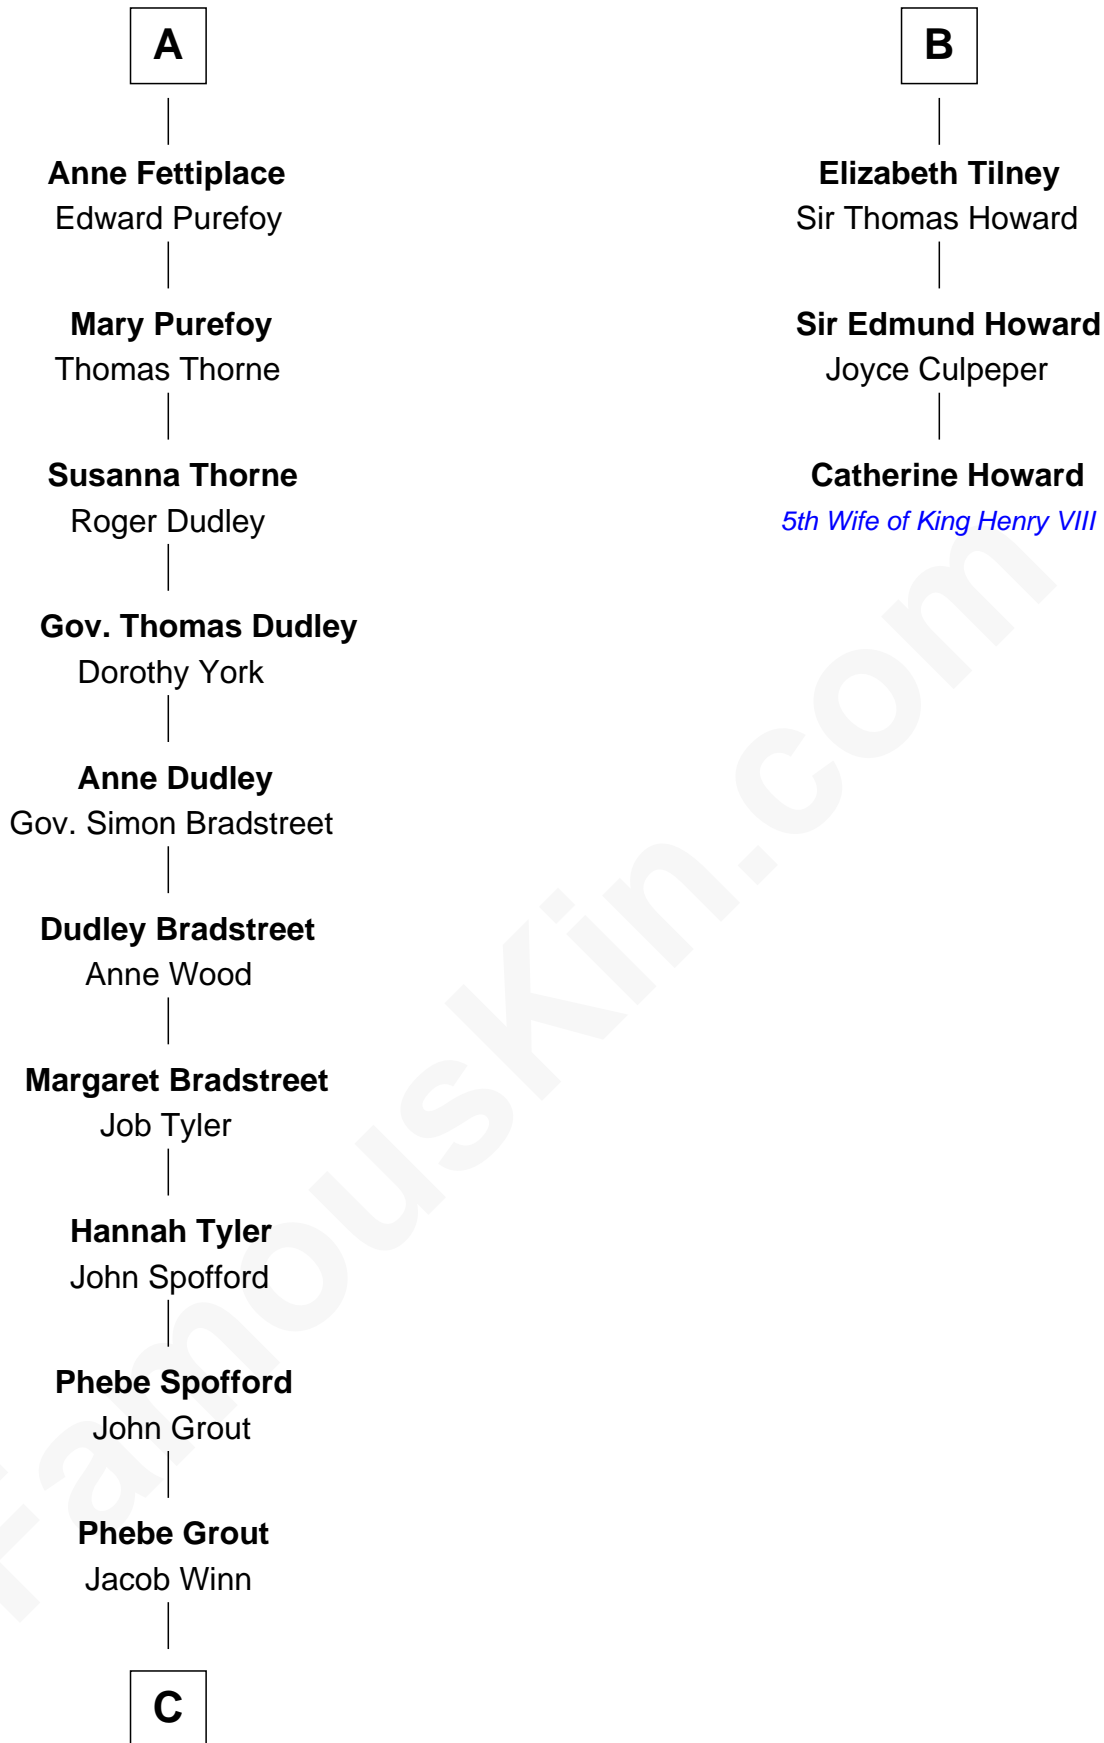 A
Anne Fettiplace
Edward Purefoy
Mary Purefoy
Thomas Thorne
Susanna Thorne
Roger Dudley
Gov. Thomas Dudley
Dorothy York
Anne Dudley
Gov. Simon Bradstreet
Dudley Bradstreet
Anne Wood
Margaret Bradstreet
Job Tyler
Hannah Tyler
John Spofford
Phebe Spofford
John Grout
Phebe Grout
Jacob Winn
C
B
Elizabeth Tilney
Sir Thomas Howard
Sir Edmund Howard
Joyce Culpeper
Catherine Howard
5th Wife of King Henry VIII
FamousKin.com